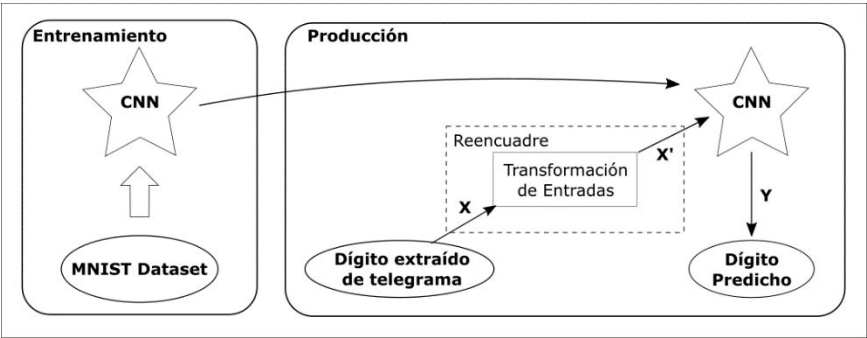 Entrenamiento
CNN
MNIST Dataset
Producción
CNN
Reencuadre
X'
Transformación
de Entradas
X
Y
Dígito extraído
de telegrama
Dígito
Predicho